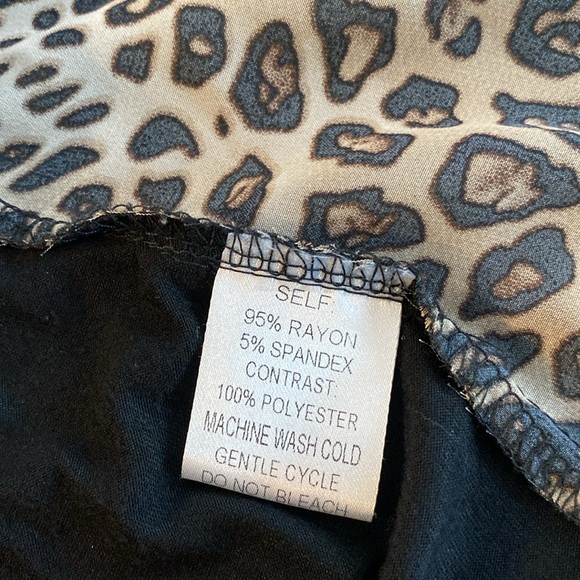 SELF:
95% RAYON
5% SPANDEX
CONTRAST:
100% POLYESTER
MACHINE WASH COLD
GENTLE CYCLE
DO NOT BLEACH